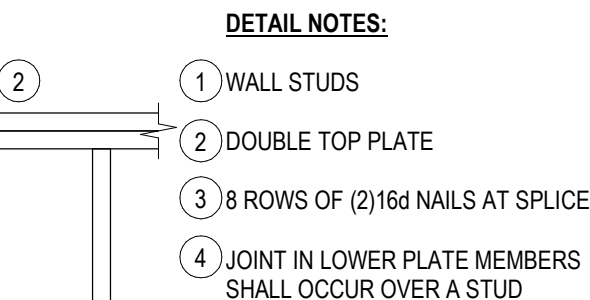 DETAIL NOTES:
2
1 WALL STUDS
2 DOUBLE TOP PLATE
3 8 ROWS OF (2)16d NAILS AT SPLICE
4 JOINT IN LOWER PLATE MEMBERS
SHALL OCCUR OVER A STUD